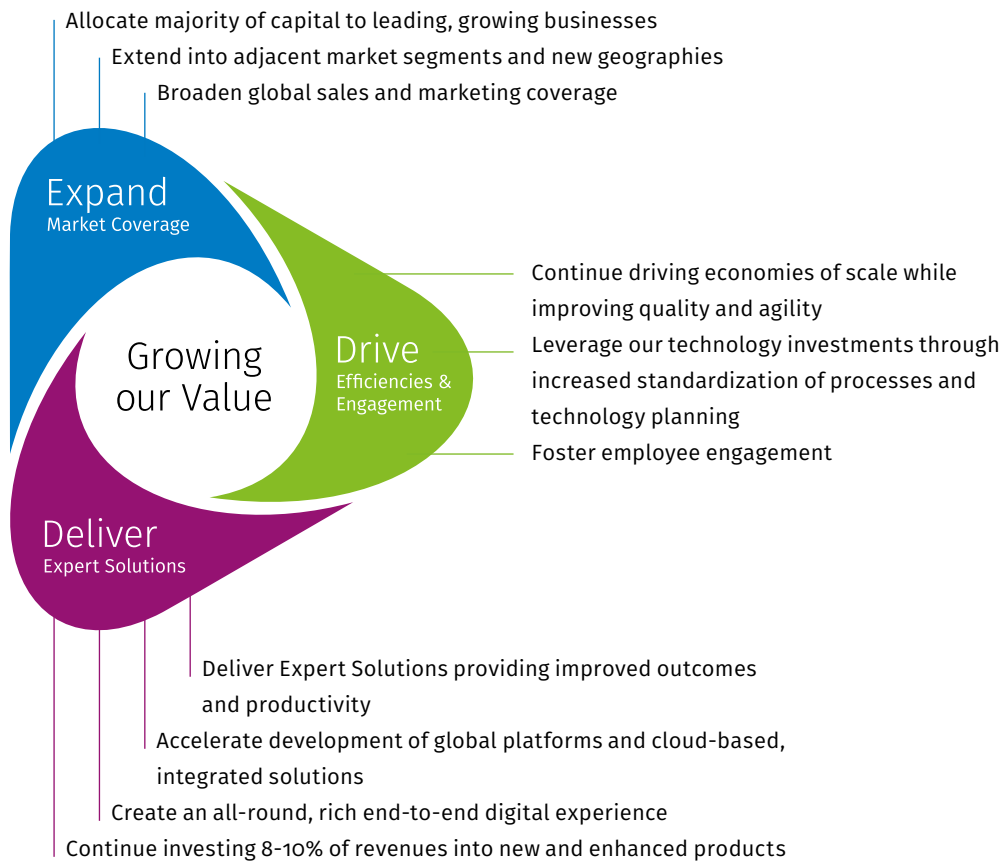 Allocate majority of capital to leading, growing businesses
Extend into adjacent market segments and new geographies
Broaden global sales and marketing coverage
Expand
Market Coverage
Growing
our Value
Drive
Efficiencies &
Engagement
Continue driving economies of scale while
improving quality and agility
Leverage our technology investments through
increased standardization of processes and
technology planning
Foster employee engagement
Deliver
Expert Solutions
Deliver Expert Solutions providing improved outcomes
and productivity
Accelerate development of global platforms and cloud-based,
integrated solutions
Create an all-round, rich end-to-end digital experience
Continue investing 8-10% of revenues into new and enhanced products